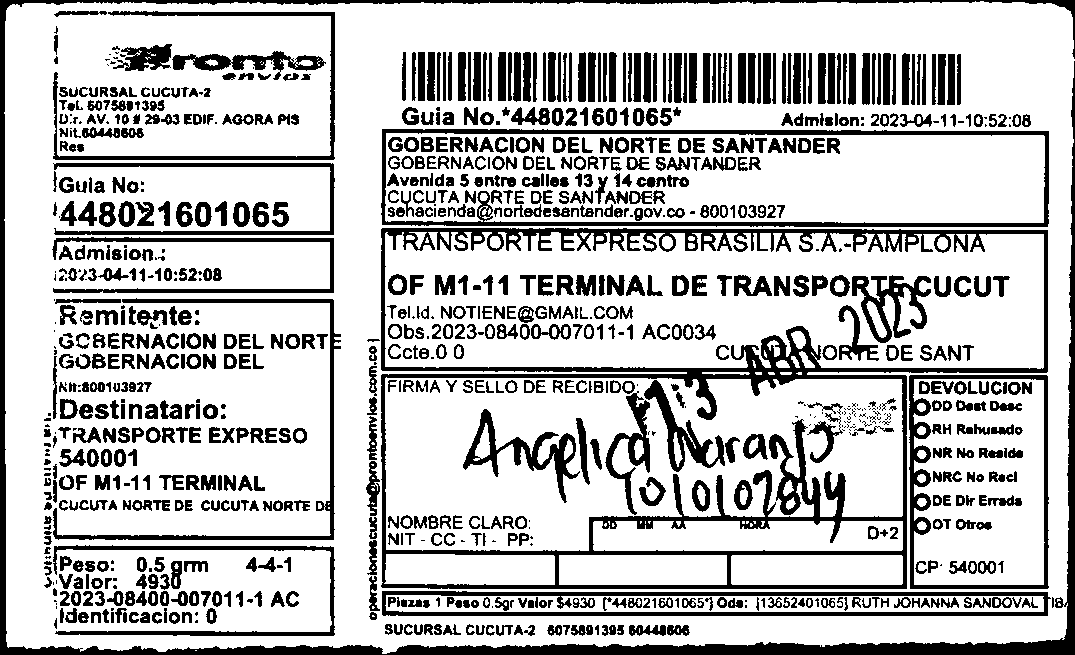 Pronto
envios
SUCURSAL CUCUTA-2
Tel. 6075891395
Dir. AV. 10 # 29-03 EDIF. AGORA PIS
Nit.60448606
Res
Guia No:
448021601065
Admision.:
2023-04-11-10:52:08
Remitente:
GOBERNACION DEL NORTE
GOBERNACION DEL
Nit:800103927
Destinatario:
TRANSPORTE EXPRESO
540001
OF M1-11 TERMINAL
CUCUTA NORTE DE CUCUTA NORTE DE
Peso: 0.5 grm 4-4-1
Valor: 4930
2023-08400-007011-1 AC
Identificacion: 0
Guia No.*448021601065*
Admision: 2023-04-11-10:52:08
GOBERNACION DEL NORTE DE SANTANDER
GOBERNACION DEL NORTE DE SANTANDER
Avenida 5 entre calles 13 y 14 centro
CUCUTA NORTE DE SANTANDER
sehacienda@nortedesantander.gov.co - 800103927
TRANSPORTE EXPRESO BRASILIA S.A.-PAMPLONA
OF M1-11 TERMINAL DE TRANSPORTE CUCUT
Tel.Id. NOTIENE@GMAIL.COM
Obs.2023-08400-007011-1 AC0034
Ccte.0 0
CUCUTA NORTE DE SANT
13 ABR 2023
operacionescucuta@prontoenvios.com.co
FIRMA Y SELLO DE RECIBIDO:
Angelica Naranjo
1010107844
NOMBRE CLARO:
NIT - CC - TI - PP:
DD MM AA HORA
D+2
DEVOLUCION
DD Dest Desc
RH Rehusado
NR No Reside
NRC No Recl
DE Dir Errada
OT Otros
CP: 540001
Piezas 1 Peso 0.5gr Valor $4930 [*448021601065*] Ods: [13652401065] RUTH JOHANNA SANDOVAL TIBA
SUCURSAL CUCUTA-2 6075891395 60448606